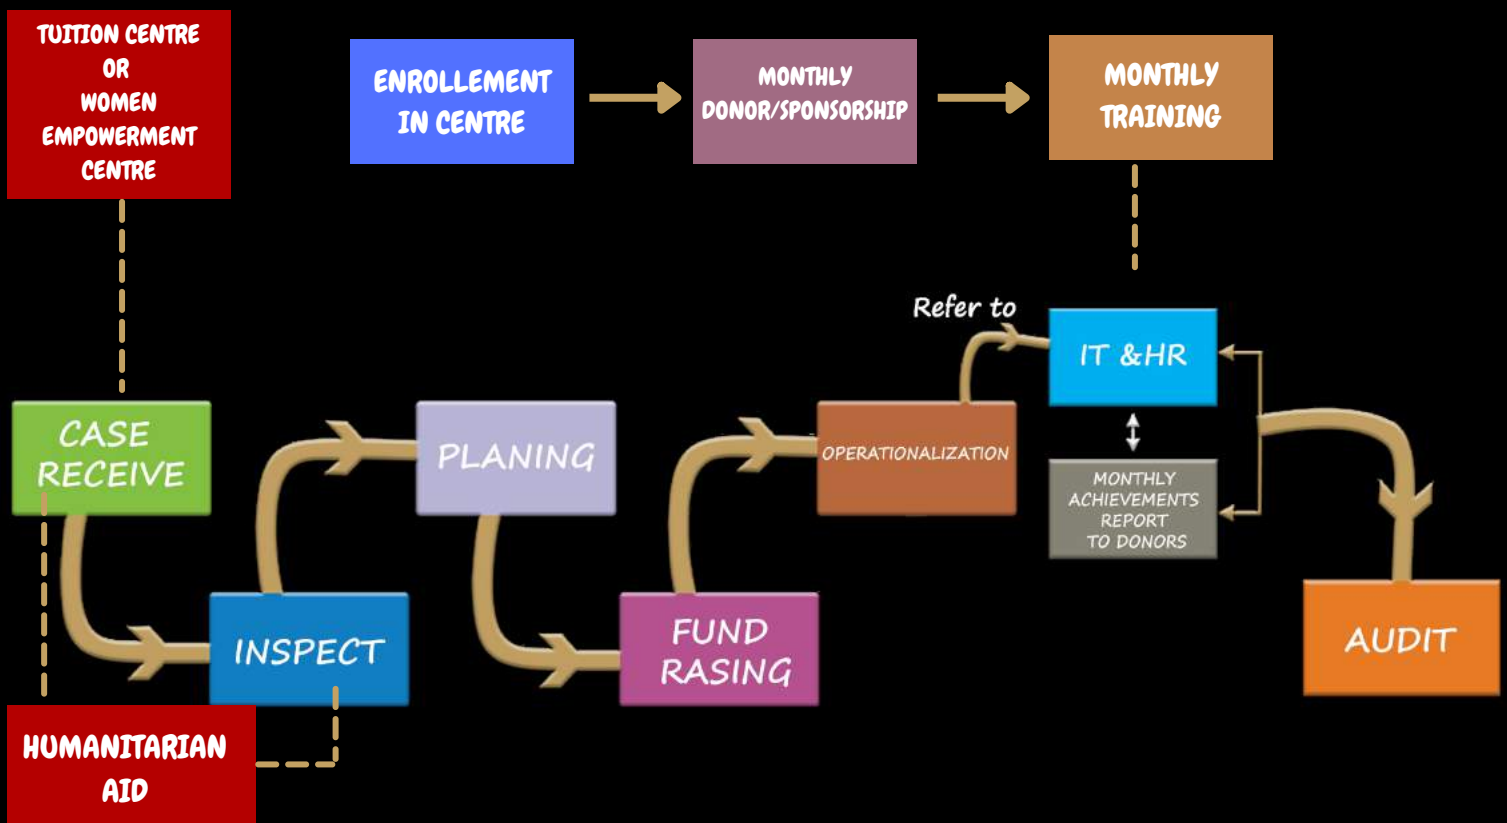 TUITION CENTRE
OR
WOMEN
EMPOWERMENT
CENTRE
ENROLLEMENT
IN CENTRE
MONTHLY
DONOR/SPONSORSHIP
MONTHLY
TRAINING
Refer to
IT &HR
CASE
RECEIVE
PLANING
OPERATIONALIZATION
MONTHLY
ACHIEVEMENTS
REPORT
TO DONORS
INSPECT
FUND
RASING
AUDIT
HUMANITARIAN
AID